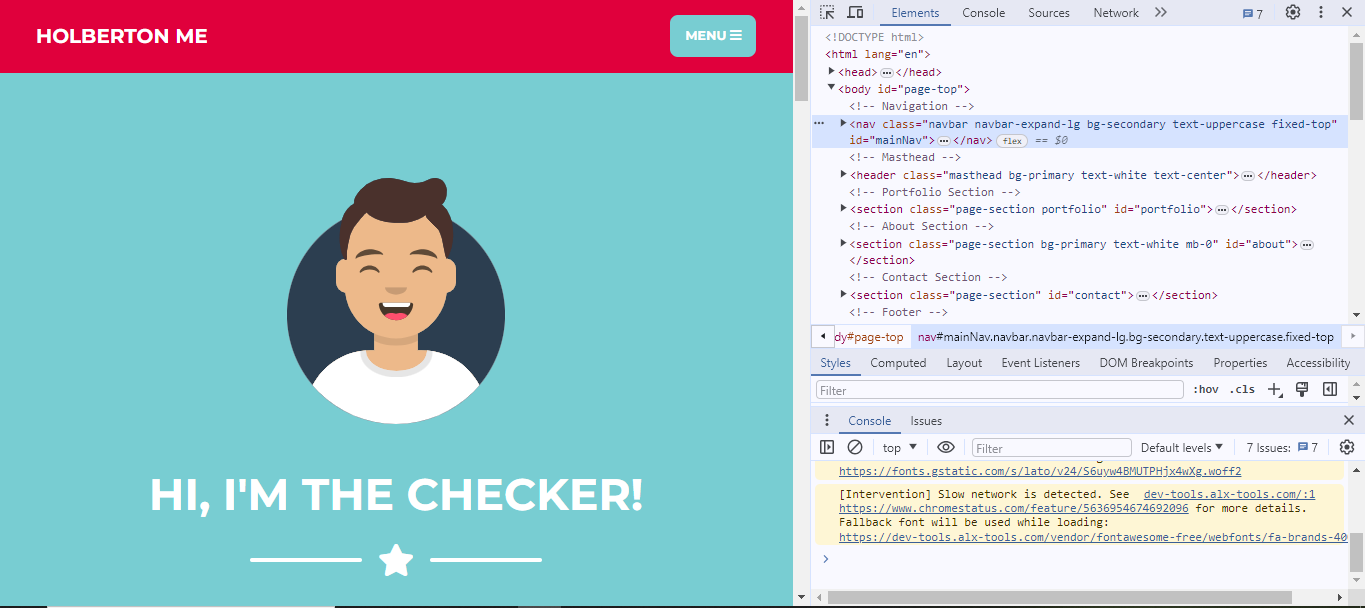 HOLBERTON ME
MENU
HI, I'M THE CHECKER!
Elements Console Sources Network 7
<!DOCTYPE html>
<html lang="en">
<head> ••• </head>
<body id="page-top">
<!-- Navigation -->
<nav class="navbar navbar-expand-lg bg-secondary text-uppercase fixed-top"
id="mainNav"> ••• </nav> flex == $0
<!-- Masthead -->
<header class="masthead bg-primary text-white text-center"> ••• </header>
<!-- Portfolio Section -->
<section class="page-section portfolio" id="portfolio"> ••• </section>
<!-- About Section -->
<section class="page-section bg-primary text-white mb-0" id="about"> •••
</section>
<!-- Contact Section -->
<section class="page-section" id="contact"> ••• </section>
<!-- Footer -->
dy#page-top nav#mainNav.navbar.navbar-expand-lg.bg-secondary.text-uppercase.fixed-top
Styles Computed Layout Event Listeners DOM Breakpoints Properties Accessibility
Filter :hov .cls
Console Issues
top Filter Default levels 7 Issues: 7
https://fonts.gstatic.com/s/lato/v24/S6uyw4BMUTPHjx4wXg.woff2
[Intervention] Slow network is detected. See dev-tools.alx-tools.com/:1
https://www.chromestatus.com/feature/5636954674692096 for more details.
Fallback font will be used while loading:
https://dev-tools.alx-tools.com/vendor/fontawesome-free/webfonts/fa-brands-40